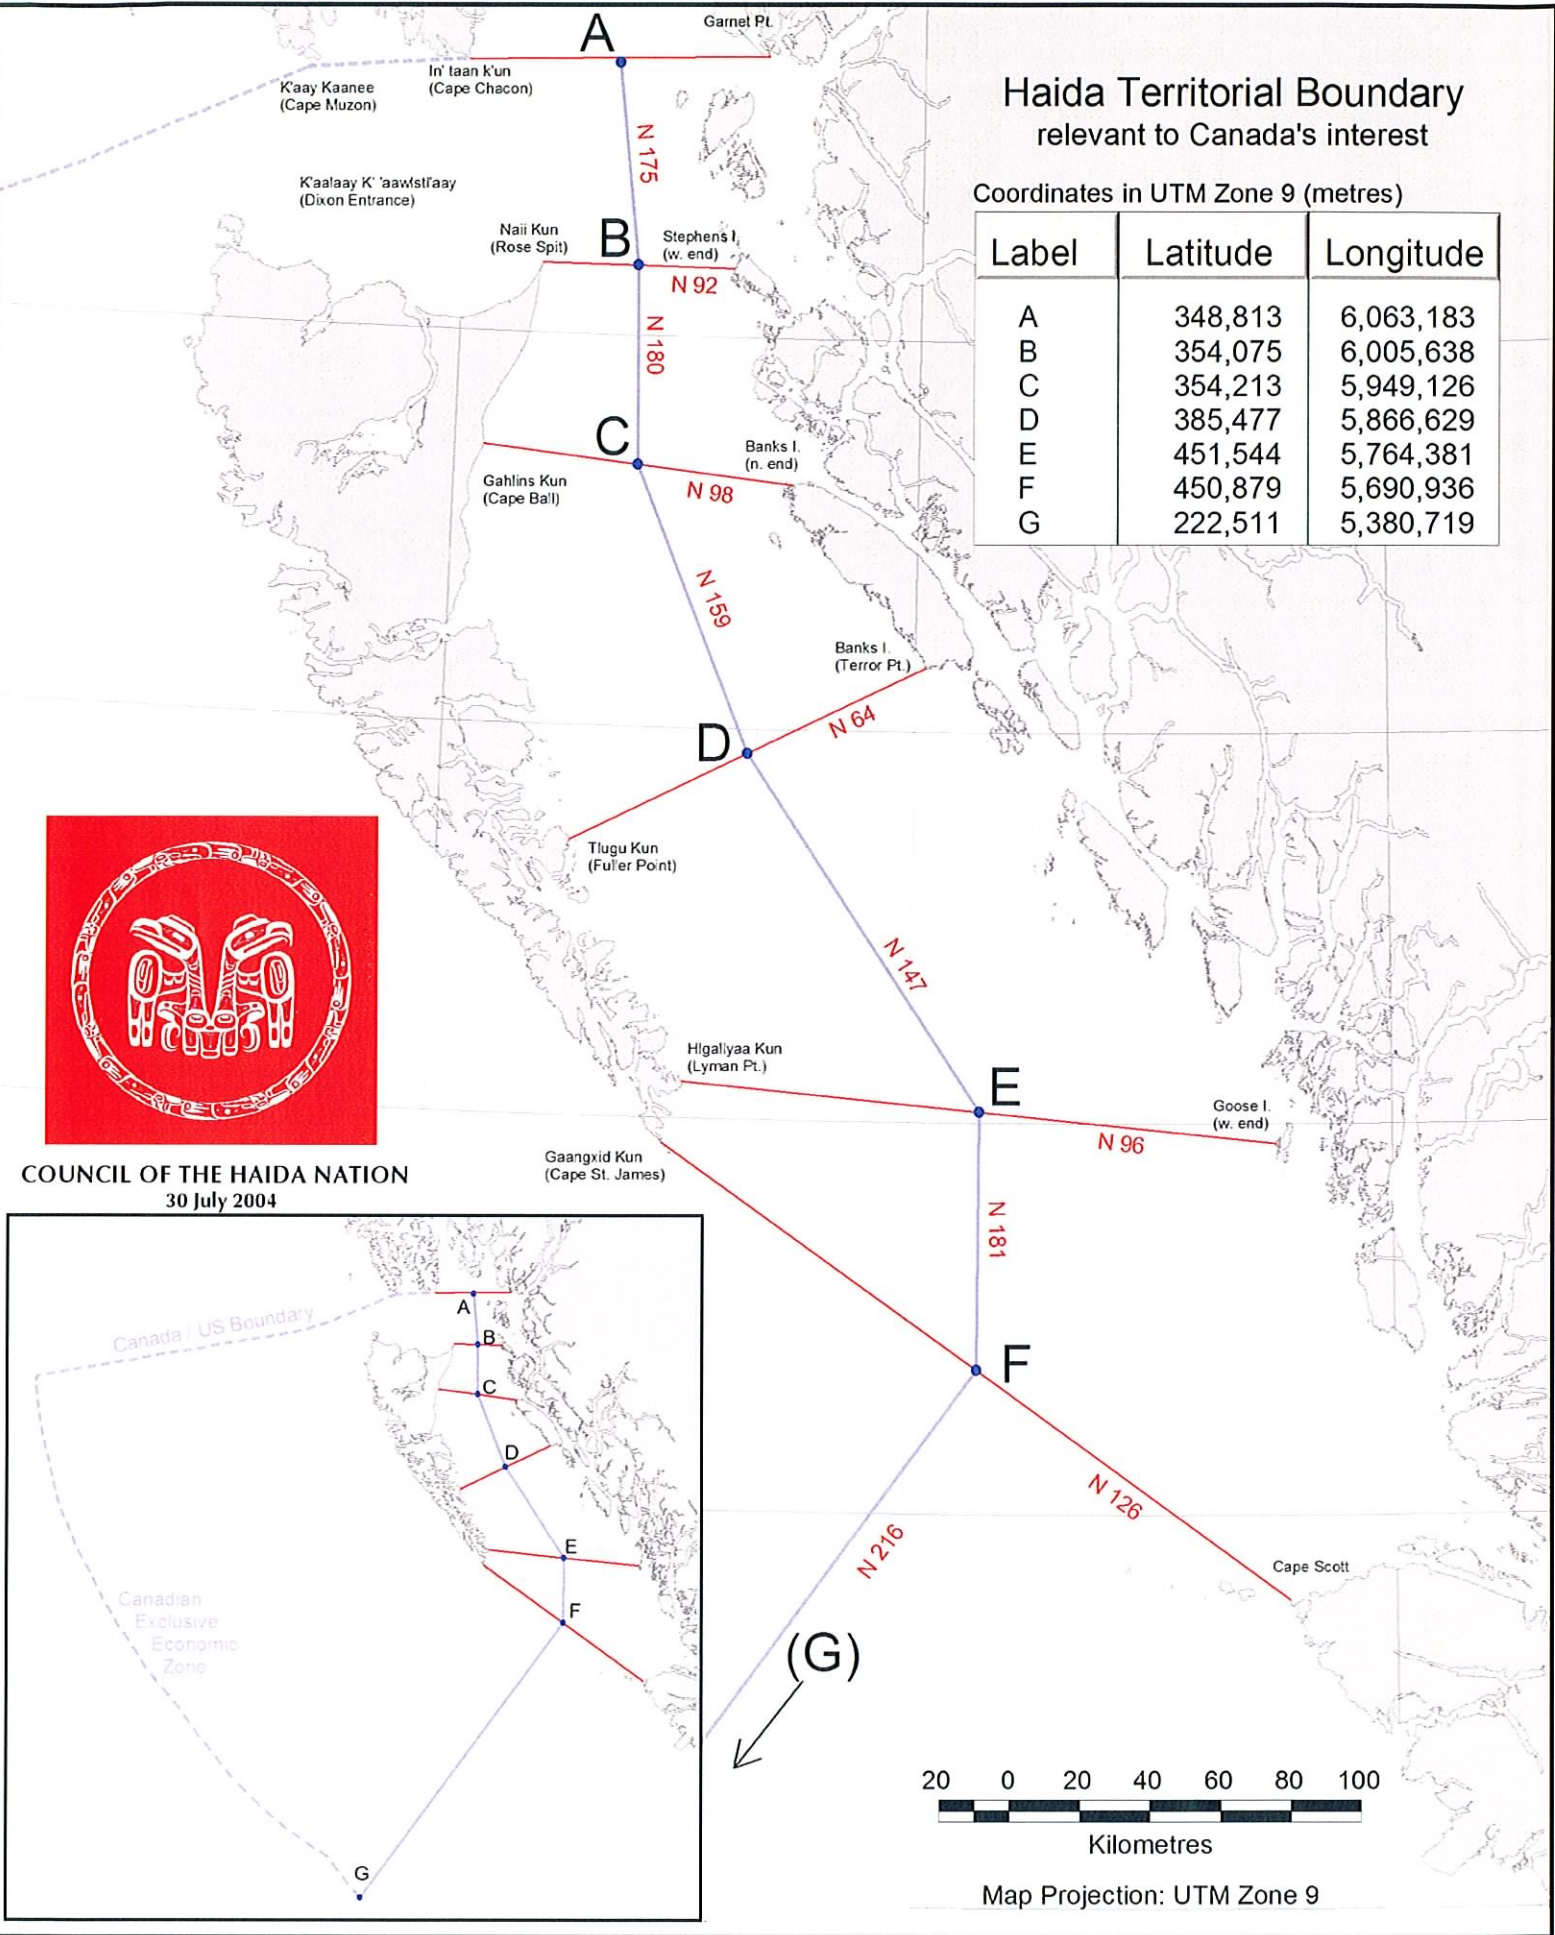 A
Garnet Pt.
In' taan k'un
(Cape Chacon)
K'aay Kaanee
(Cape Muzon)
N 175
Haida Territorial Boundary
relevant to Canada's interest
K'aalaay K' 'aawsti'aay
(Dixon Entrance)
Coordinates in UTM Zone 9 (metres)
Label Latitude Longitude
A 348,813 6,063,183
B 354,075 6,005,638
C 354,213 5,949,126
D 385,477 5,866,629
E 451,544 5,764,381
F 450,879 5,690,936
G 222,511 5,380,719
Naii Kun
(Rose Spit)
B
Stephens I.
(w. end)
N 92
N 180
C
Banks I.
(n. end)
Gahlins Kun
(Cape Ball)
N 98
N 159
Banks I.
(Terror Pt.)
D
N 64
Tlugu Kun
(Fuller Point)
N 147
Hlgaliyaa Kun
(Lyman Pt.)
E
Goose I.
(w. end)
N 96
Gaangxid Kun
(Cape St. James)
N 181
F
N 126
N 216
Cape Scott
(G)
COUNCIL OF THE HAIDA NATION
30 July 2004
A
Canada / US Boundary
B
C
D
E
F
Canadian
Exclusive
Economic
Zone
G
20 0 20 40 60 80 100
Kilometres
Map Projection: UTM Zone 9